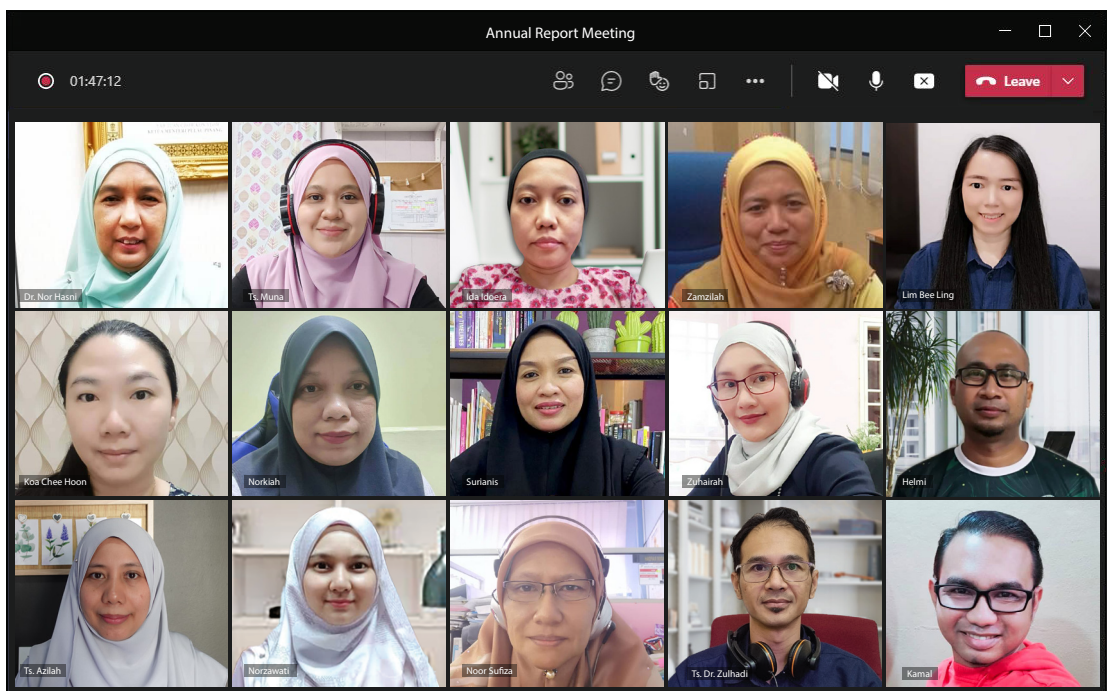 Annual Report Meeting
01:47:12
Leave
Dr. Nor Hasni
Ts. Muna
Ida Idoera
Zamzilah
Lim Bee Ling
Koa Chee Hoon
Norkiah
Surianis
Zuhairah
Helmi
Ts. Azilah
Norzawati
Noor Sufiza
Ts. Dr. Zulhadi
Kamal